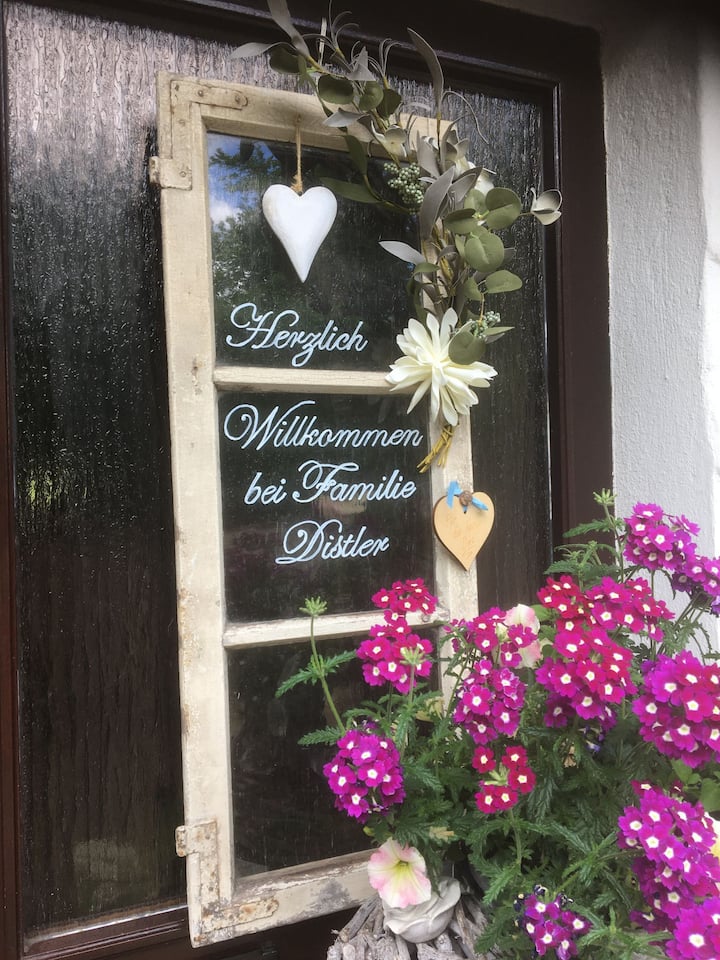 Herzlich
Willkommen
bei Familie
Distler